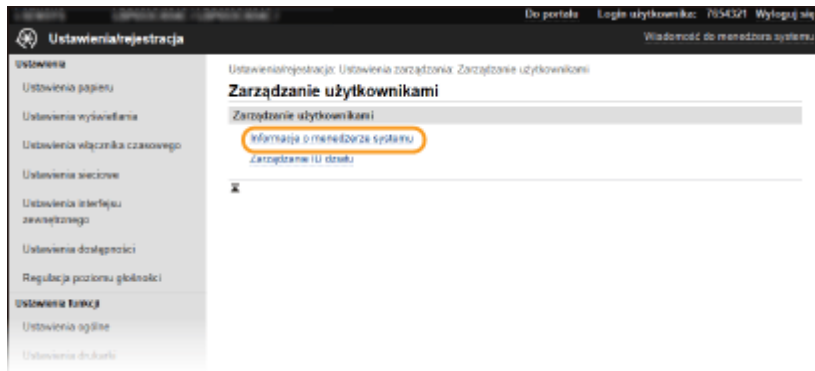 Do portalu Login użytkownika: 7654321 Wyloguj się
Ustawienia/rejestracja
Wiadomość do menedżera systemu
Ustawienia
Ustawienia papieru
Ustawienia wyświetlania
Ustawienia włącznika czasowego
Ustawienia sieciowe
Ustawienia interfejsu
zewnętrznego
Ustawienia dostępności
Regulacja poziomu głośności
Ustawienia funkcji
Ustawienia ogólne
Ustawienia drukarki
Ustawienia/rejestracja: Ustawienia zarządzania: Zarządzanie użytkownikami
Zarządzanie użytkownikami
Zarządzanie użytkownikami
Informacje o menedżerze systemu
Zarządzanie ID działu